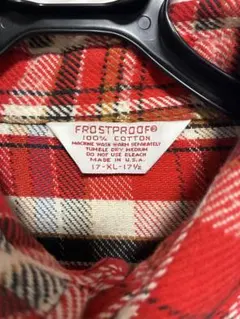 FROSTPROOF®
100% COTTON
MACHINE WASH WARM SEPARATELY
TUMBLE DRY MEDIUM
DO NOT USE BLEACH
MADE IN U.S.A.
17-XL-17½